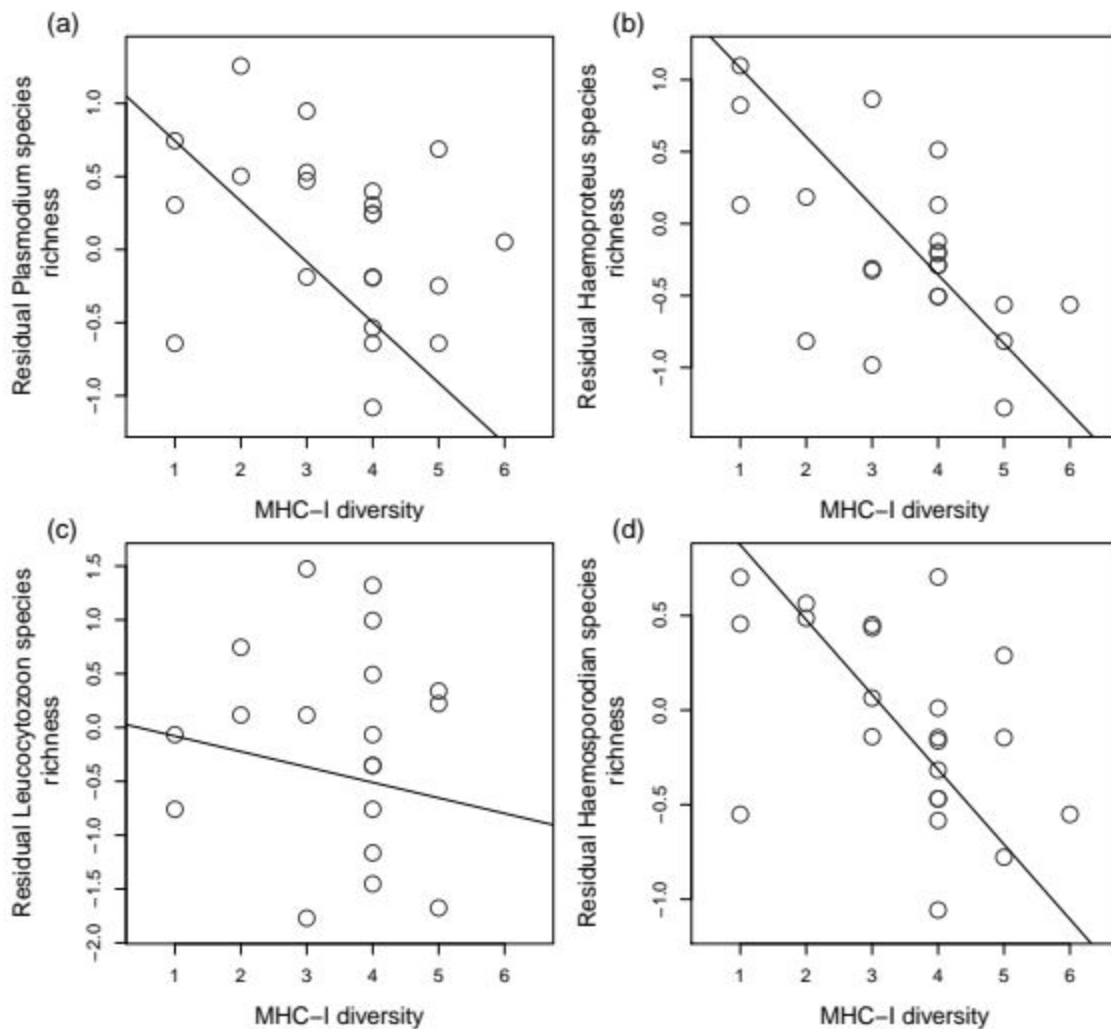 (a)
Residual Plasmodium species
richness
1.0
0.5
0.0
−0.5
−1.0
1 2 3 4 5 6
MHC−I diversity
(b)
Residual Haemoproteus species
richness
1.0
0.5
0.0
−0.5
−1.0
1 2 3 4 5 6
MHC−I diversity
(c)
Residual Leucocytozoon species
richness
1.5
1.0
0.5
0.0
−0.5
−1.0
−1.5
−2.0
1 2 3 4 5 6
MHC−I diversity
(d)
Residual Haemosporodian species
richness
0.5
0.0
−0.5
−1.0
1 2 3 4 5 6
MHC−I diversity